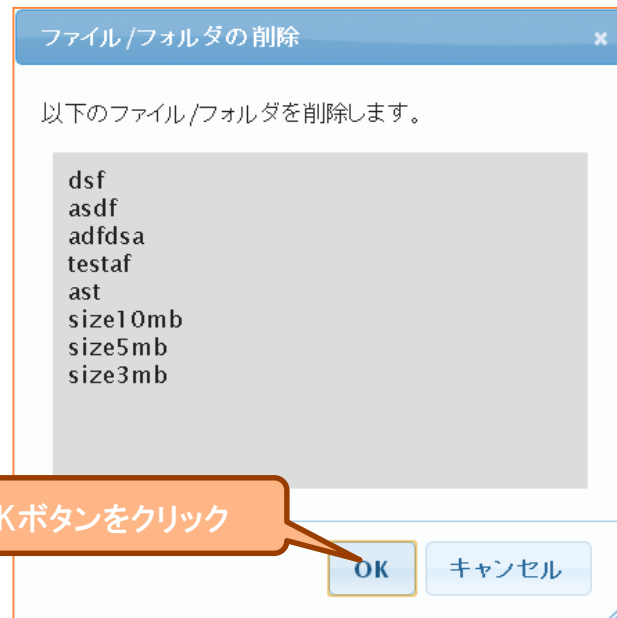 ファイル/フォルダの削除
以下のファイル/フォルダを削除します。
dsf
asdf
adfdsa
testaf
ast
size10mb
size5mb
size3mb
Kボタンをクリック
OK
キャンセル